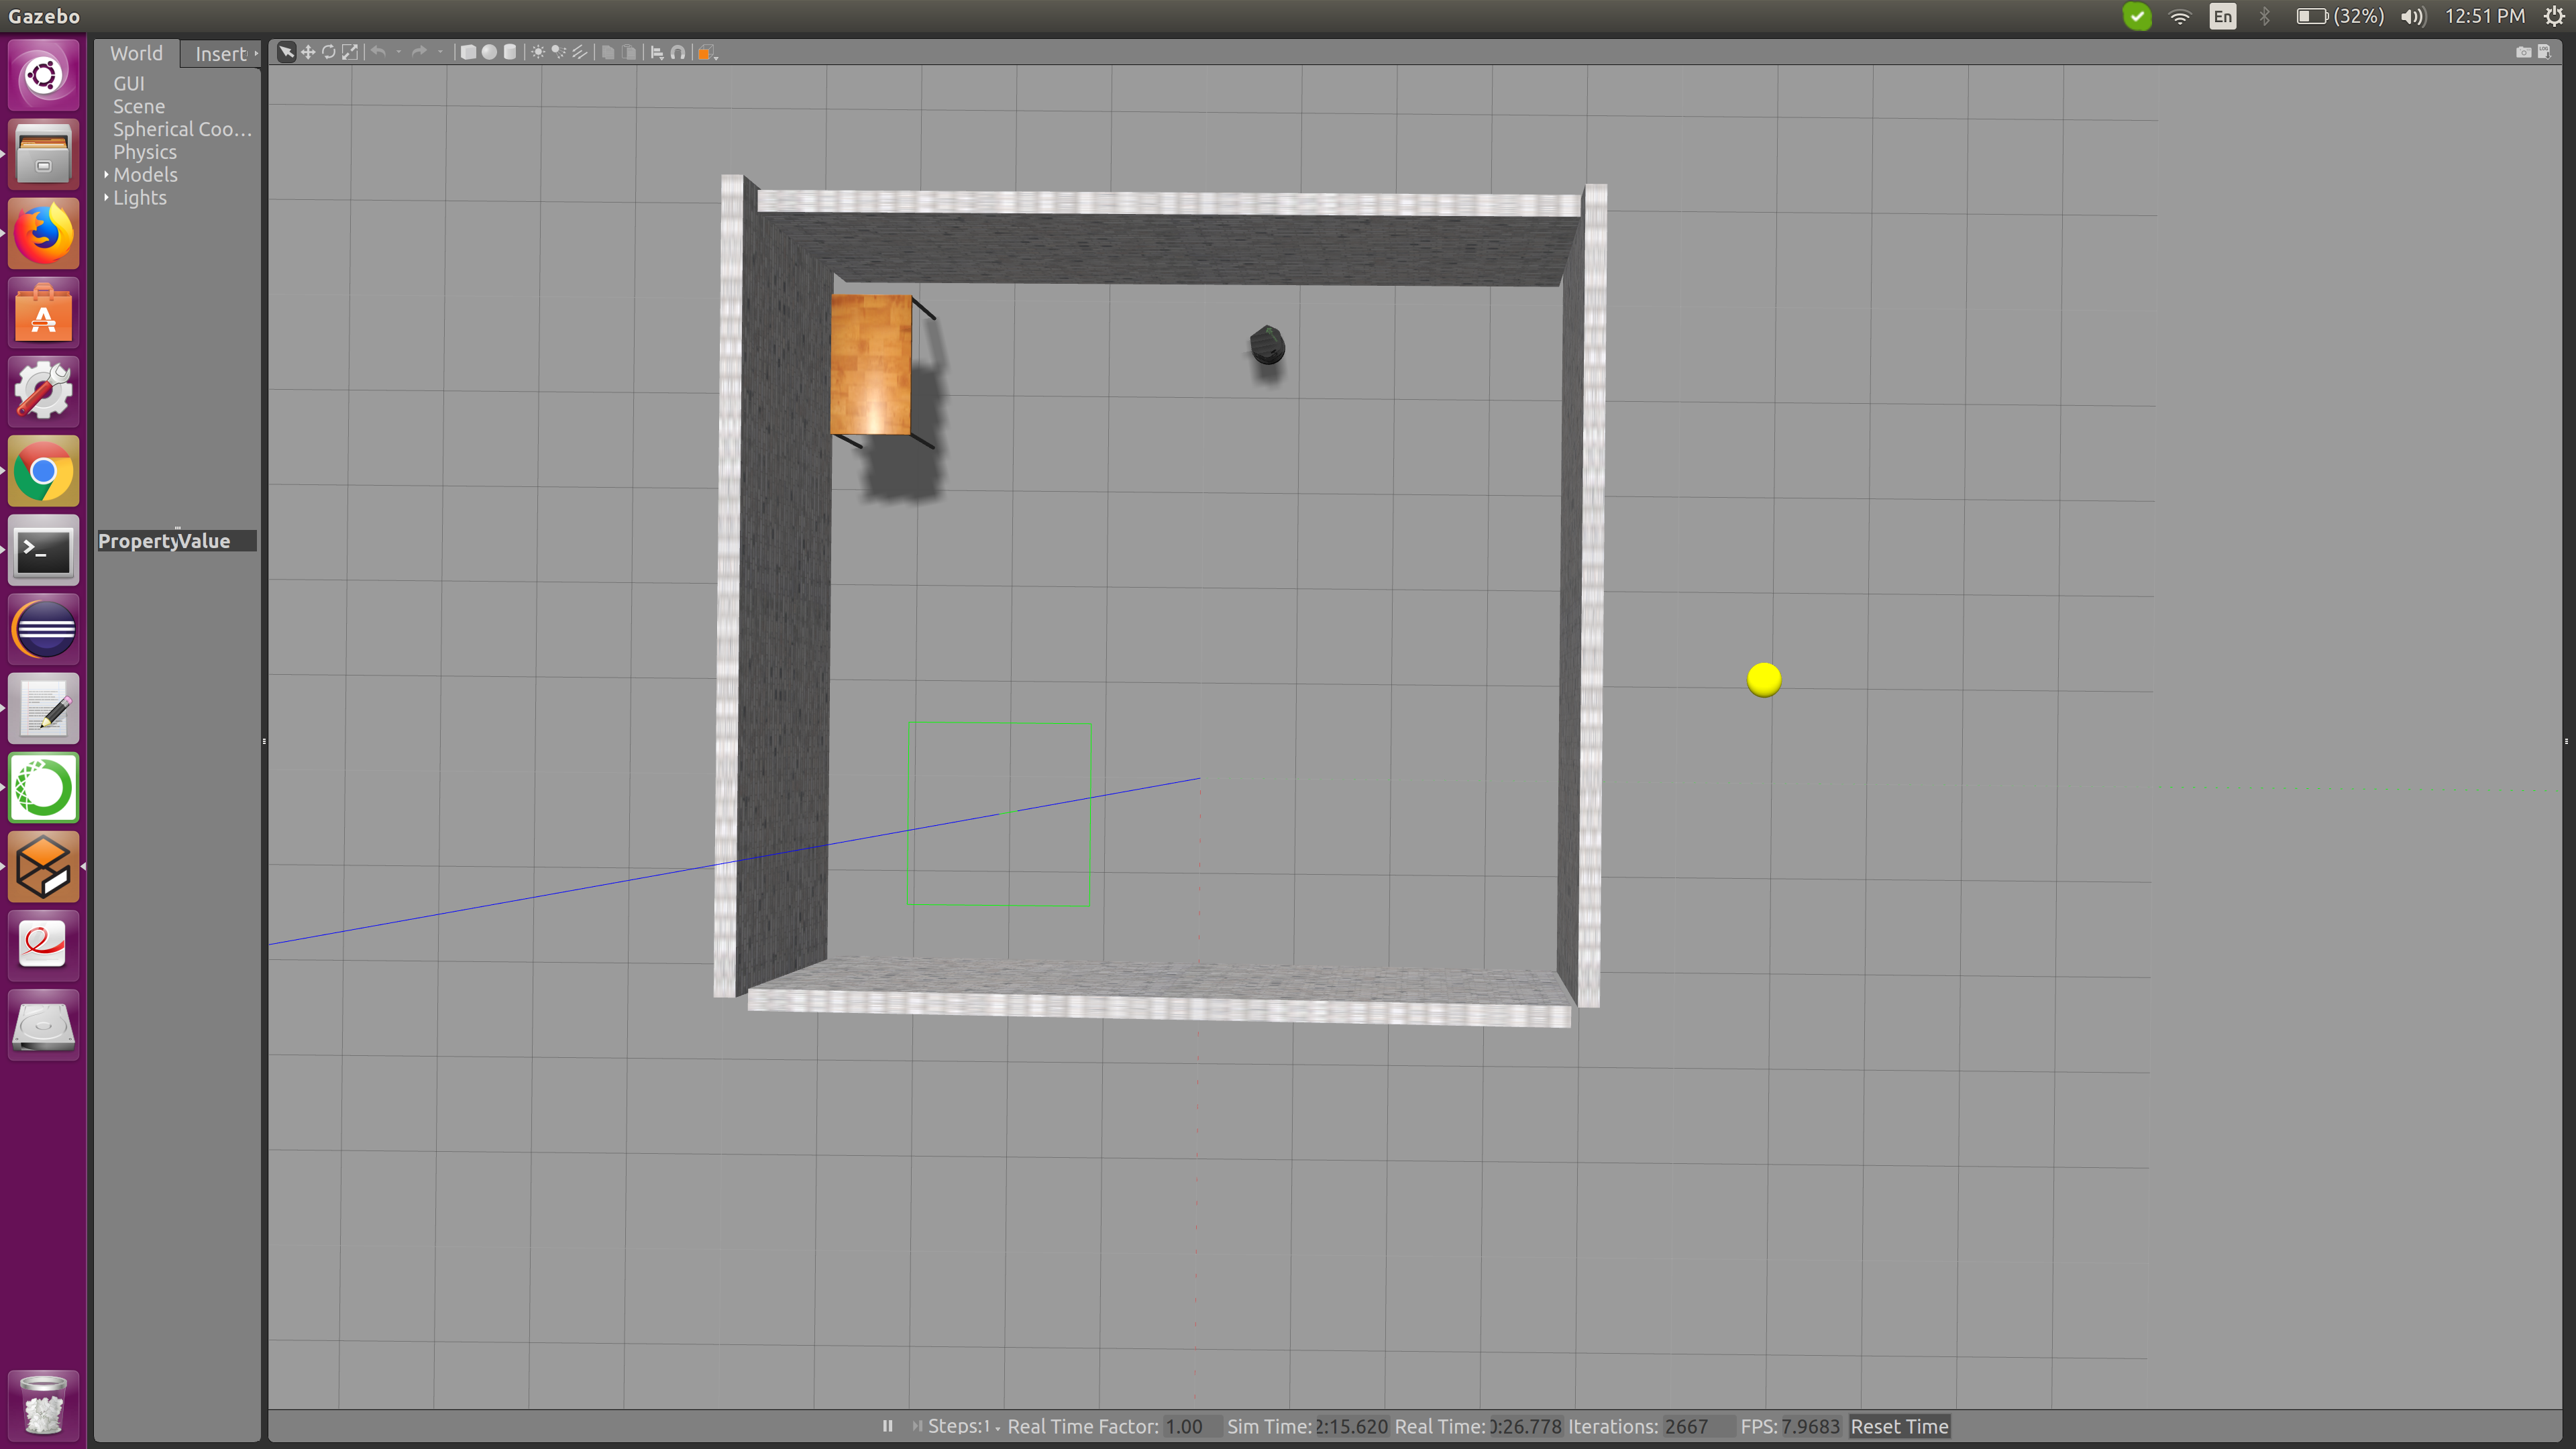 Gazebo
En
(32%)
12:51 PM
World
Insert
GUI
Scene
Spherical Coo...
Physics
Models
Lights
Property Value
Steps: 1 Real Time Factor: 1.00 Sim Time: 2:15.620 Real Time: 0:26.778 Iterations: 2667 FPS: 7.9683 Reset Time